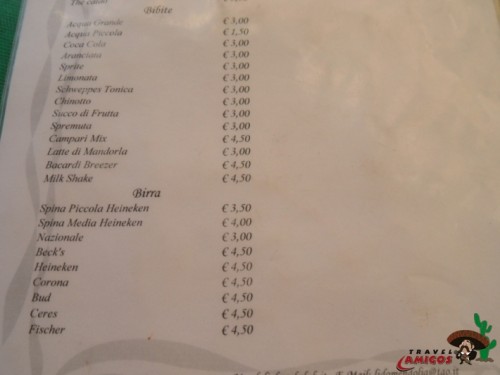 Bibite
Acqua Grande € 3,00
Acqua Piccola € 1,50
Coca Cola € 3,00
Aranciata € 3,00
Sprite € 3,00
Limonata € 3,00
Schweppes Tonica € 3,00
Chinotto € 3,00
Succo di Frutta € 3,00
Spremuta € 3,00
Campari Mix € 4,50
Latte di Mandorla € 3,00
Bacardi Breezer € 4,50
Milk Shake € 4,50
Birra
Spina Piccola Heineken € 3,50
Spina Media Heineken € 4,00
Nazionale € 3,00
Beck's € 4,50
Heineken € 4,50
Corona € 4,50
Bud € 4,50
Ceres € 4,50
Fischer € 4,50
TRAVEL
AMIGOS